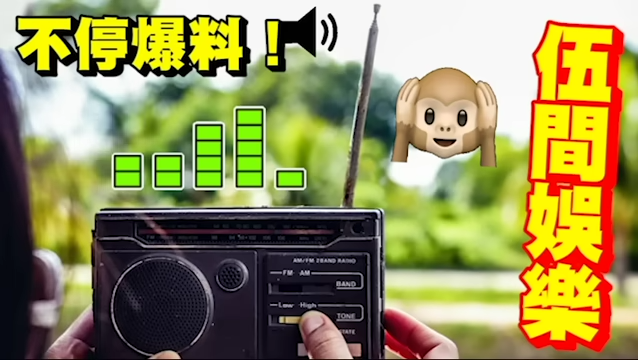 不停爆料！
伍間娛樂
AM/FM 2 BAND RADIO
FM AM
BAND
Low High
TONE
STATE